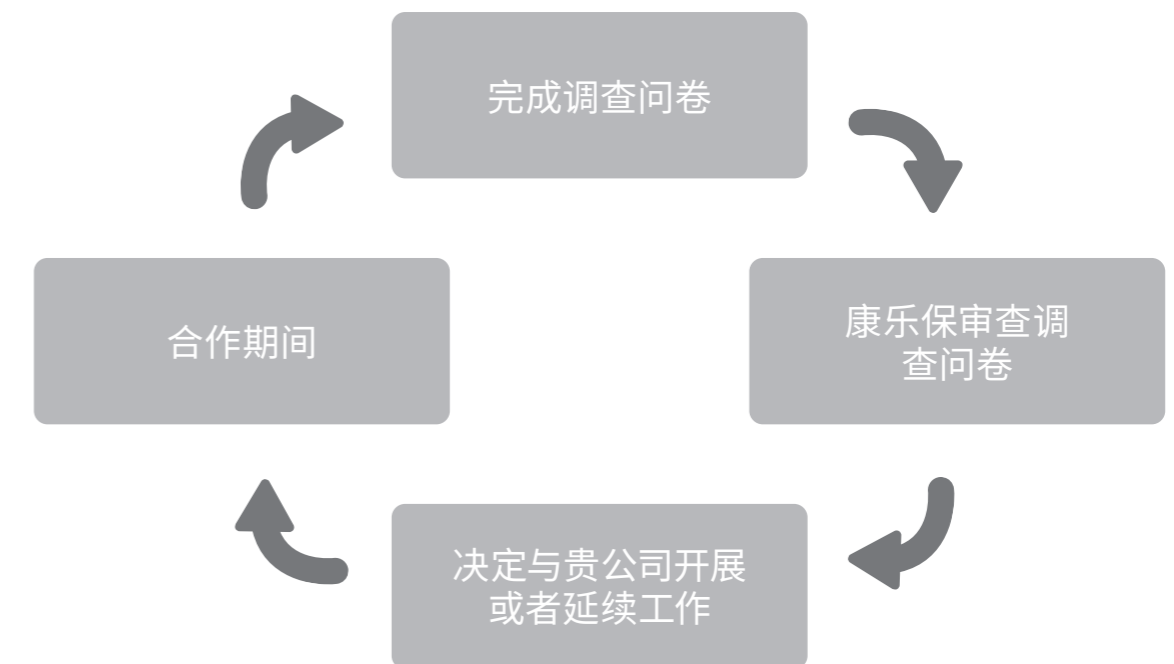 完成调查问卷
合作期间
康乐保审查调
查问卷
决定与贵公司开展
或者延续工作